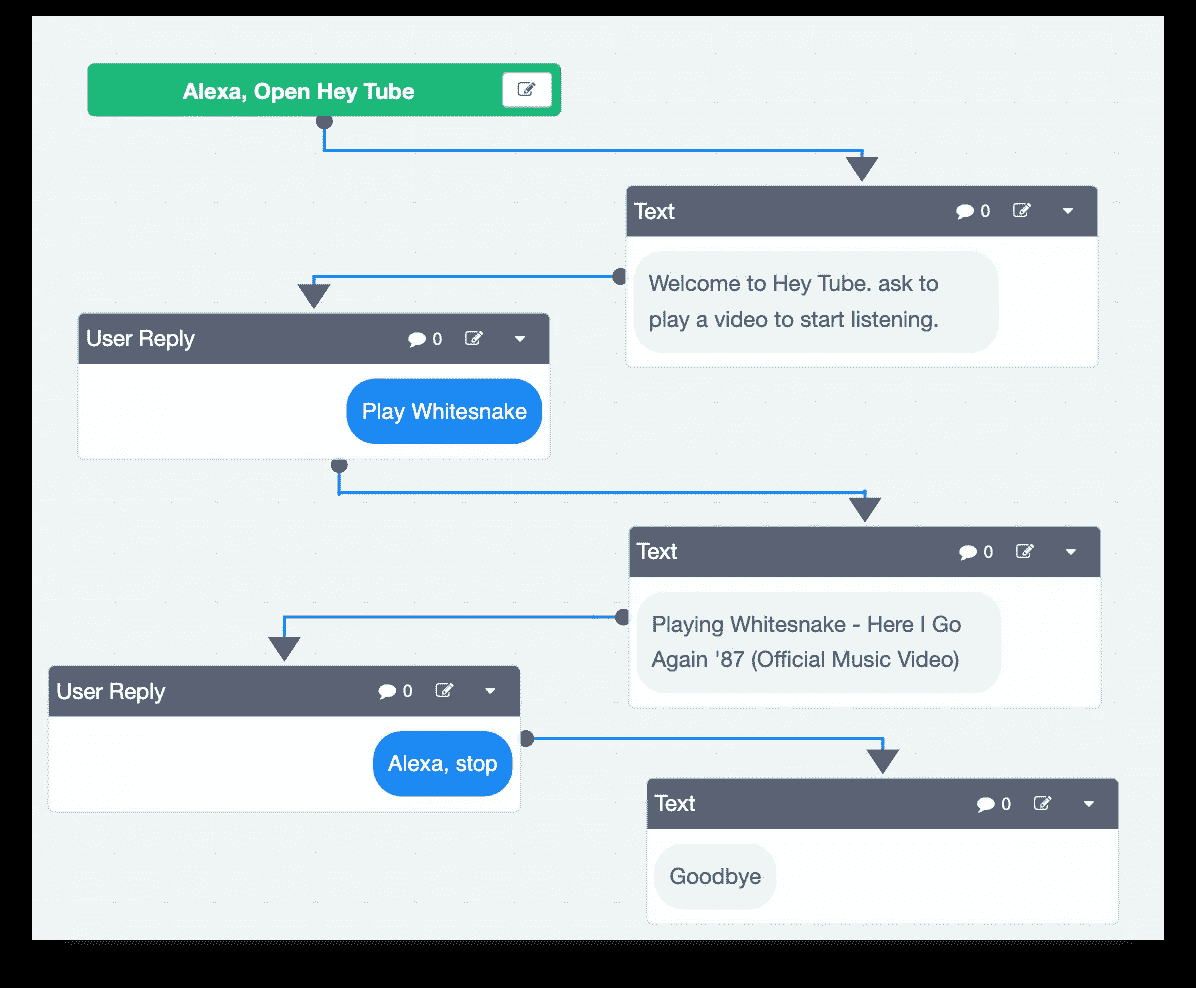 Alexa, Open Hey Tube
Text 0
Welcome to Hey Tube. ask to
play a video to start listening.
User Reply 0
Play Whitesnake
Text 0
Playing Whitesnake - Here I Go
Again '87 (Official Music Video)
User Reply 0
Alexa, stop
Text 0
Goodbye